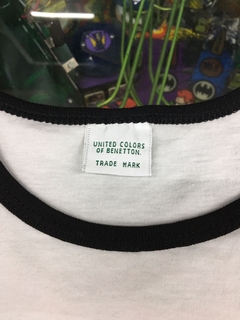 UNITED COLORS
OF BENETTON.
TRADE MARK